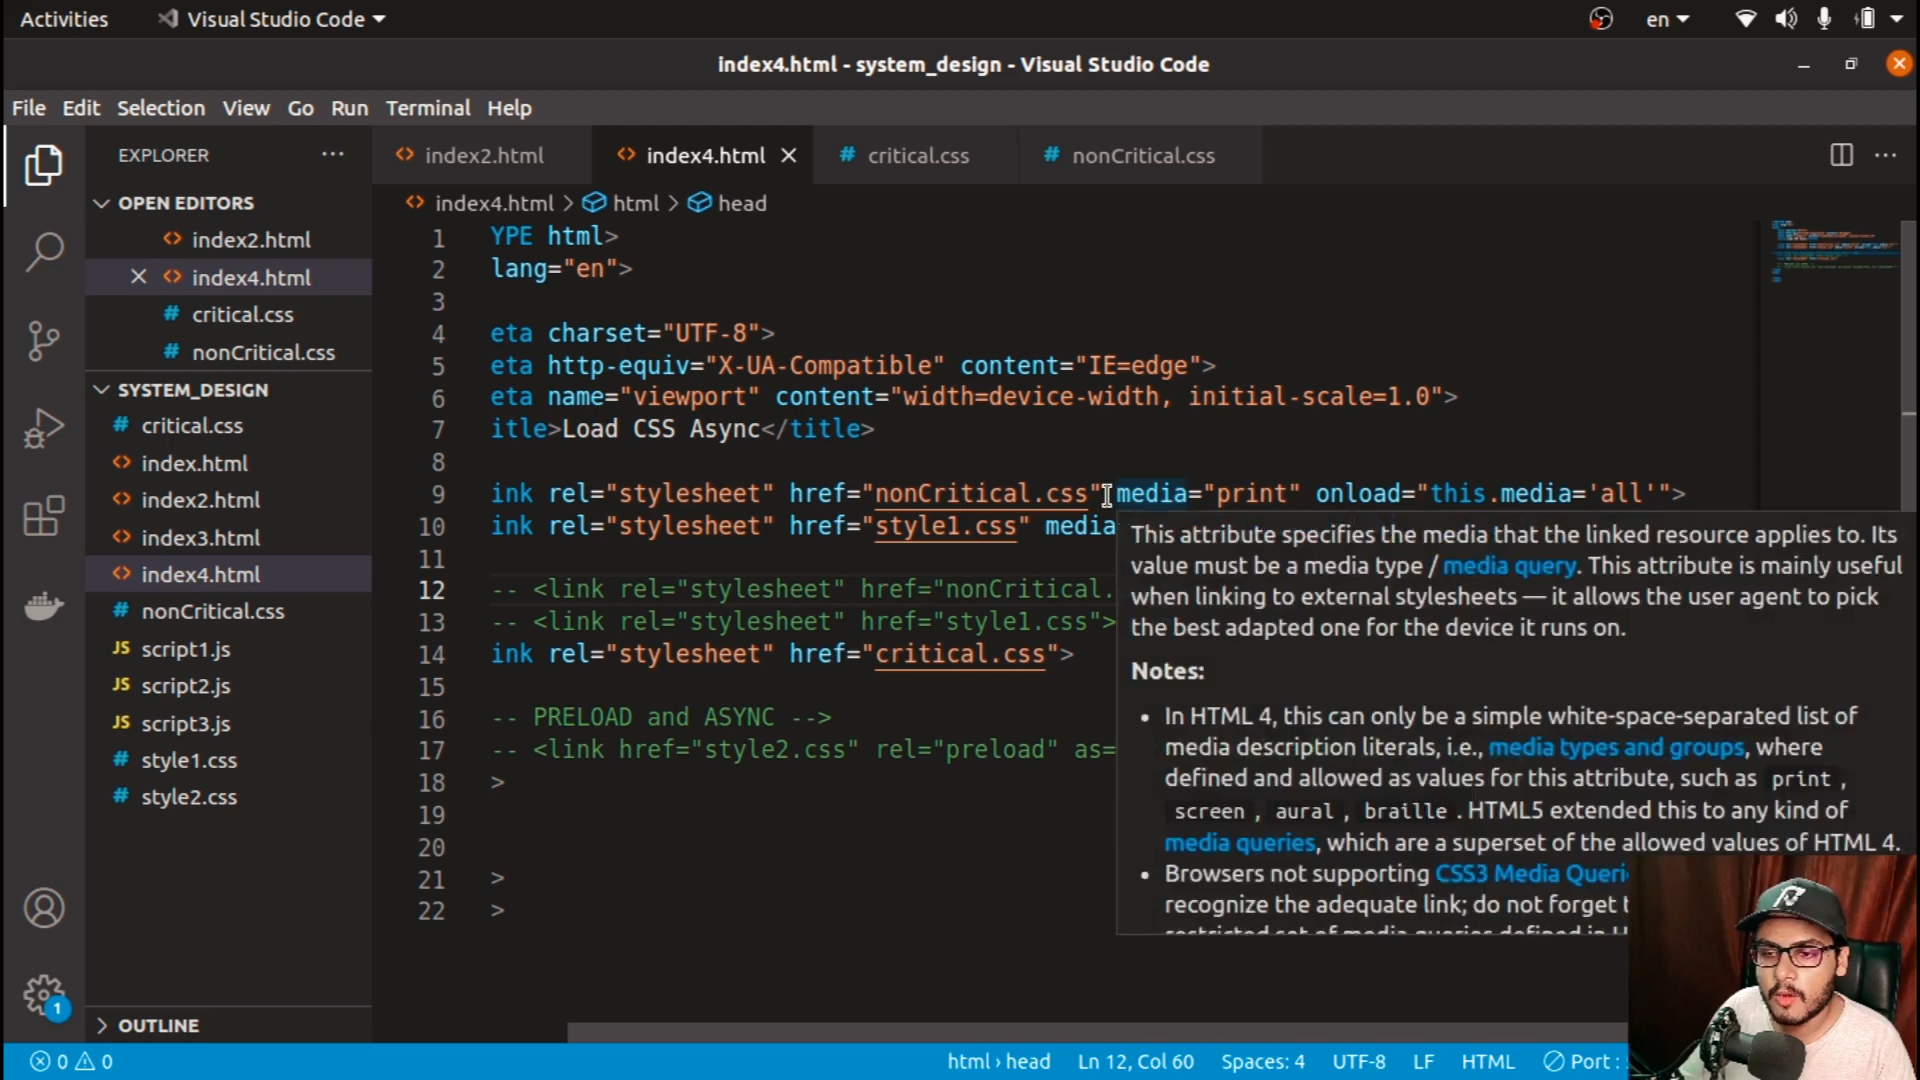 Activities
Visual Studio Code
en
index4.html - system_design - Visual Studio Code
File Edit Selection View Go Run Terminal Help
EXPLORER
OPEN EDITORS
index2.html
index4.html
critical.css
nonCritical.css
SYSTEM_DESIGN
critical.css
index.html
index2.html
index3.html
index4.html
nonCritical.css
JS script1.js
JS script2.js
JS script3.js
style1.css
style2.css
OUTLINE
1
index2.html
index4.html
# critical.css
# nonCritical.css
index4.html > html > head
1 YPE html>
2 lang="en">
3
4 eta charset="UTF-8">
5 eta http-equiv="X-UA-Compatible" content="IE=edge">
6 eta name="viewport" content="width=device-width, initial-scale=1.0">
7 itle>Load CSS Async</title>
8
9 ink rel="stylesheet" href="nonCritical.css" media="print" onload="this.media='all'">
10 ink rel="stylesheet" href="style1.css" media
11
12 -- <link rel="stylesheet" href="nonCritical.
13 -- <link rel="stylesheet" href="style1.css">
14 ink rel="stylesheet" href="critical.css">
15
16 -- PRELOAD and ASYNC -->
17 -- <link href="style2.css" rel="preload" as=
18 >
19
20
21 >
22 >
This attribute specifies the media that the linked resource applies to. Its
value must be a media type / media query. This attribute is mainly useful
when linking to external stylesheets — it allows the user agent to pick
the best adapted one for the device it runs on.
Notes:
• In HTML 4, this can only be a simple white-space-separated list of
media description literals, i.e., media types and groups, where
defined and allowed as values for this attribute, such as print,
screen, aural, braille. HTML5 extended this to any kind of
media queries, which are a superset of the allowed values of HTML 4.
• Browsers not supporting CSS3 Media Queri
recognize the adequate link; do not forget t
restricted set of media queries defined in H
0 0
html › head Ln 12, Col 60 Spaces: 4 UTF-8 LF HTML Port :